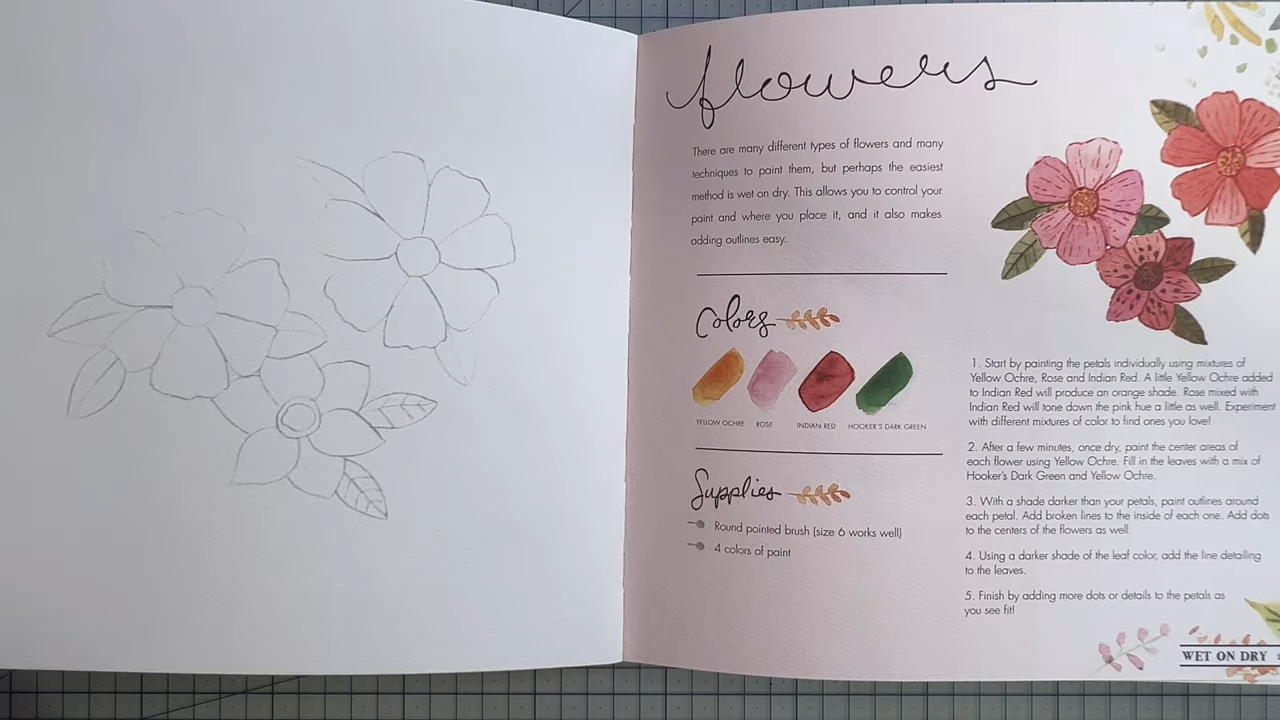 flowers
There are many different types of flowers and many
techniques to paint them, but perhaps the easiest
method is wet on dry. This allows you to control your
paint and where you place it, and it also makes
adding outlines easy.
Colors
YELLOW OCHRE
ROSE
INDIAN RED
HOOKER'S DARK GREEN
Supplies
Round pointed brush (size 6 works well)
4 colors of paint
1. Start by painting the petals individually using mixtures of
Yellow Ochre, Rose and Indian Red. A little Yellow Ochre added
to Indian Red will produce an orange shade. Rose mixed with
Indian Red will tone down the pink hue a little as well. Experiment
with different mixtures of color to find ones you love!
2. After a few minutes, once dry, paint the center areas of
each flower using Yellow Ochre. Fill in the leaves with a mix of
Hooker's Dark Green and Yellow Ochre.
3. With a shade darker than your petals, paint outlines around
each petal. Add broken lines to the inside of each one. Add dots
to the centers of the flowers as well.
4. Using a darker shade of the leaf color, add the line detailing
to the leaves.
5. Finish by adding more dots or details to the petals as
you see fit!
WET ON DRY